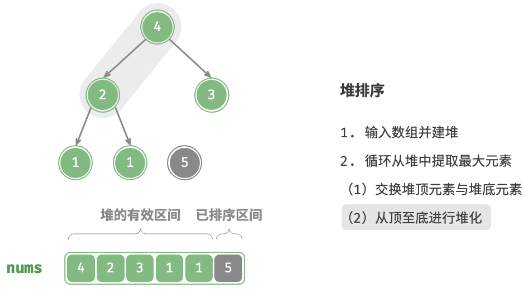 4
2
3
1
1
5
堆的有效区间
已排序区间
nums
4 2 3 1 1 5
堆排序
1. 输入数组并建堆
2. 循环从堆中提取最大元素
（1）交换堆顶元素与堆底元素
（2）从顶至底进行堆化